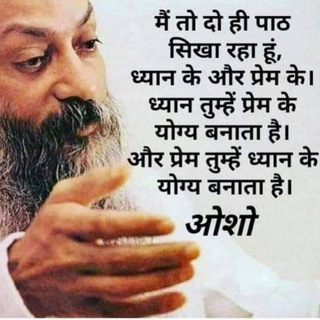 मैं तो दो ही पाठ
सिखा रहा हूं,
ध्यान के और प्रेम के।
ध्यान तुम्हें प्रेम के
योग्य बनाता है।
और प्रेम तुम्हें ध्यान के
योग्य बनाता है।
ओशो